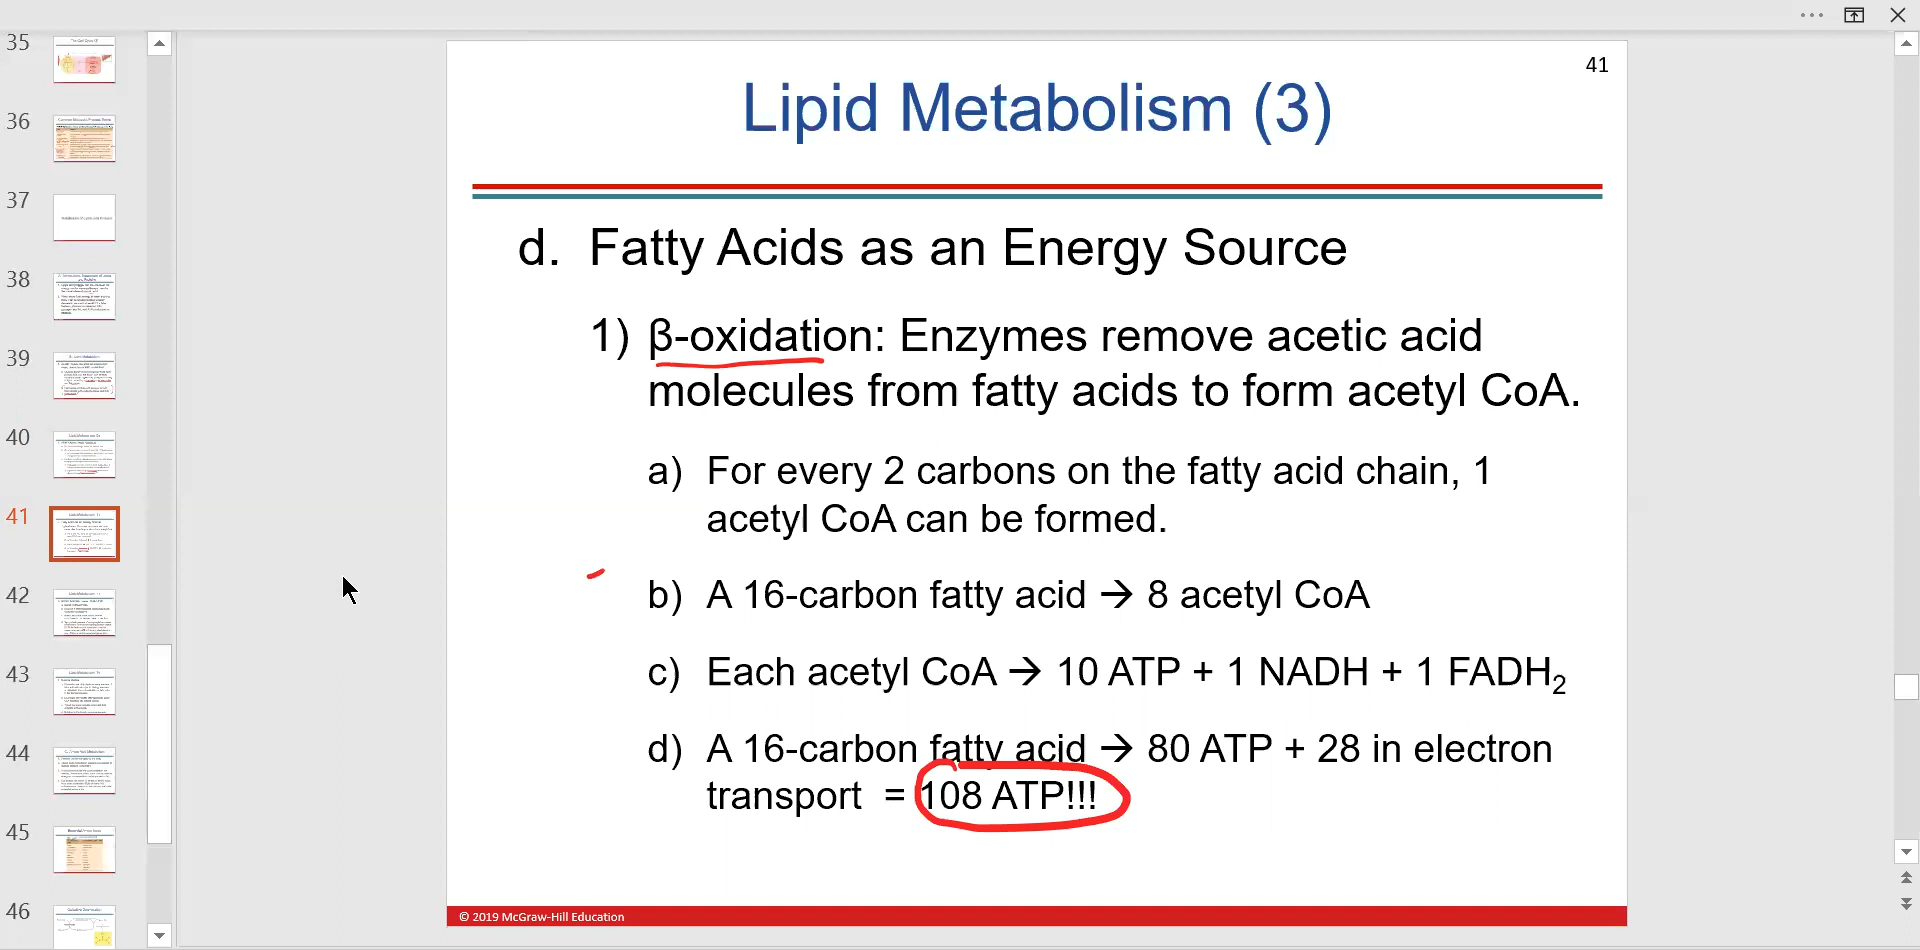 35
36
37
38
39
40
41
42
43
44
45
46
41
Lipid Metabolism (3)
d. Fatty Acids as an Energy Source
1) β-oxidation: Enzymes remove acetic acid
molecules from fatty acids to form acetyl CoA.
a) For every 2 carbons on the fatty acid chain, 1
acetyl CoA can be formed.
b) A 16-carbon fatty acid → 8 acetyl CoA
c) Each acetyl CoA → 10 ATP + 1 NADH + 1 FADH₂
d) A 16-carbon fatty acid → 80 ATP + 28 in electron
transport = 108 ATP!!!
© 2019 McGraw-Hill Education